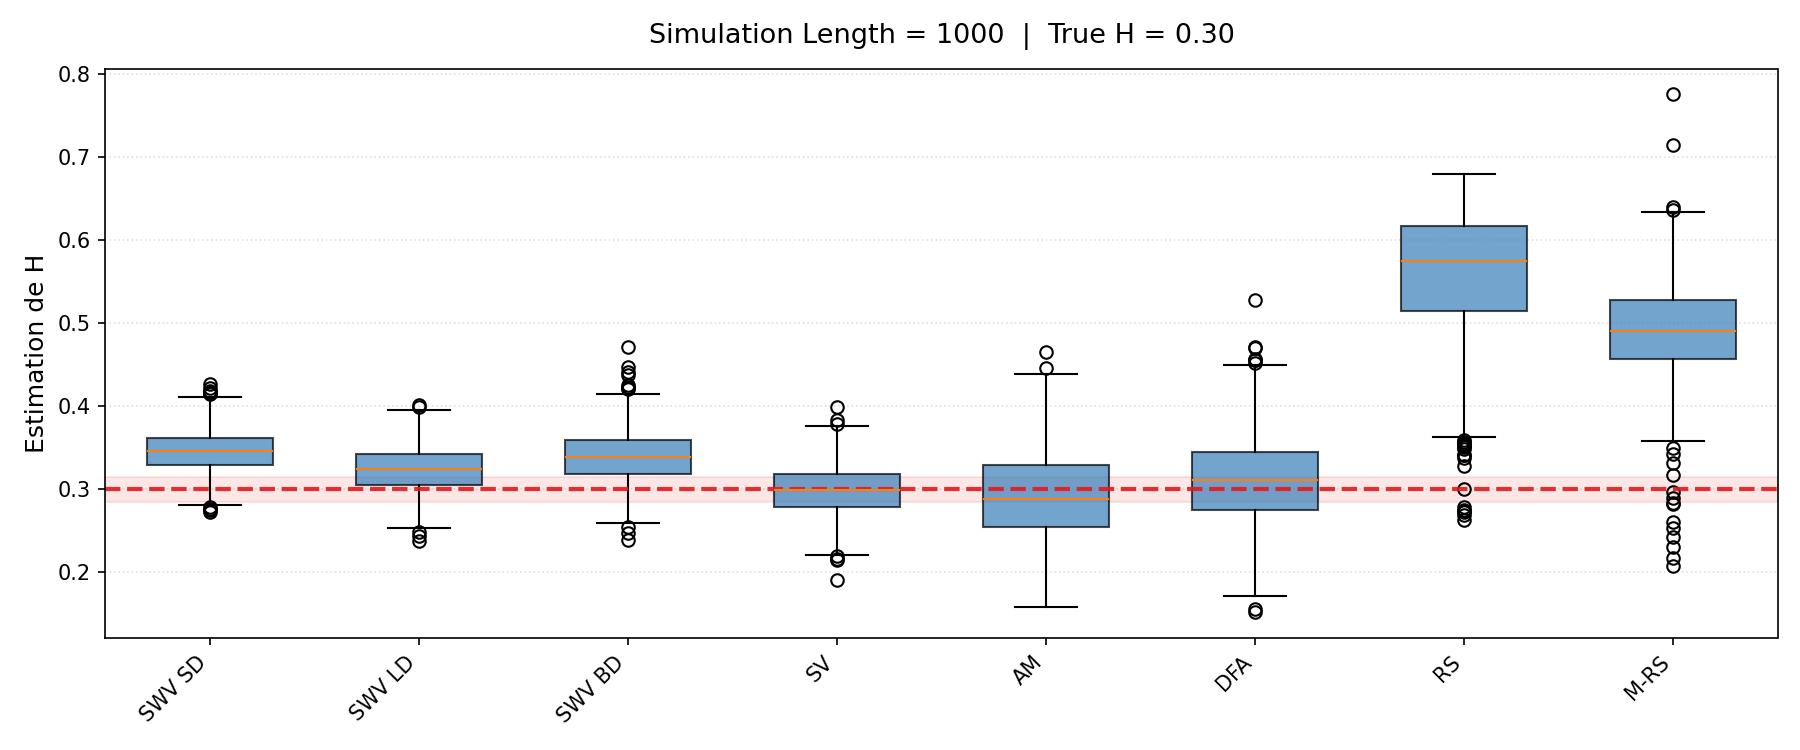 Simulation Length = 1000 | True H = 0.30
Estimation de H
0.8
0.7
0.6
0.5
0.4
0.3
0.2
SWV SD
SWV LD
SWV BD
SV
AM
DFA
RS
M-RS